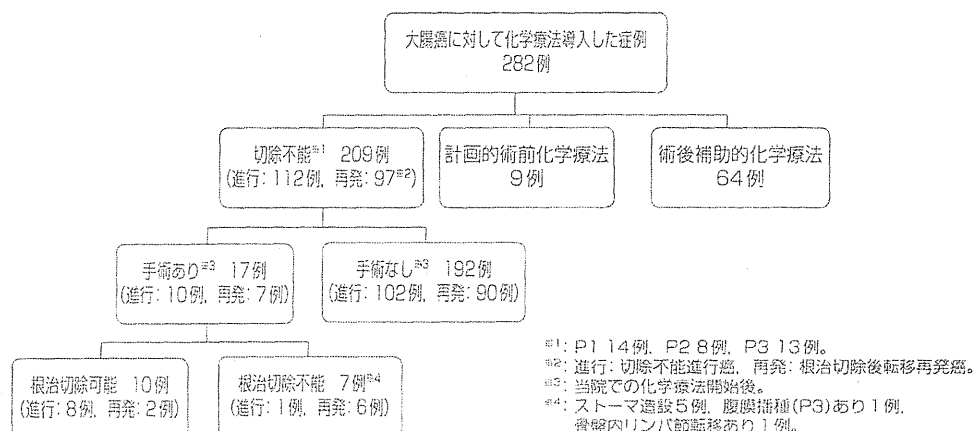 大腸癌に対して化学療法導入した症例
282例
切除不能※1 209例
(進行：112例，再発：97※2)
計画的術前化学療法
9例
術後補助的化学療法
64例
手術あり※3 17例
(進行：10例，再発：7例)
手術なし※3 192例
(進行：102例，再発：90例)
根治切除可能 10例
(進行：8例，再発：2例)
根治切除不能 7例※4
(進行：1例，再発：6例)
※1：P1 14例，P2 8例，P3 13例。
※2：進行：切除不能進行癌，再発：根治切除後転移再発癌。
※3：当院での化学療法開始後。
※4：ストーマ造設5例，腹膜播種(P3)あり1例，
骨盤内リンパ節転移あり1例。